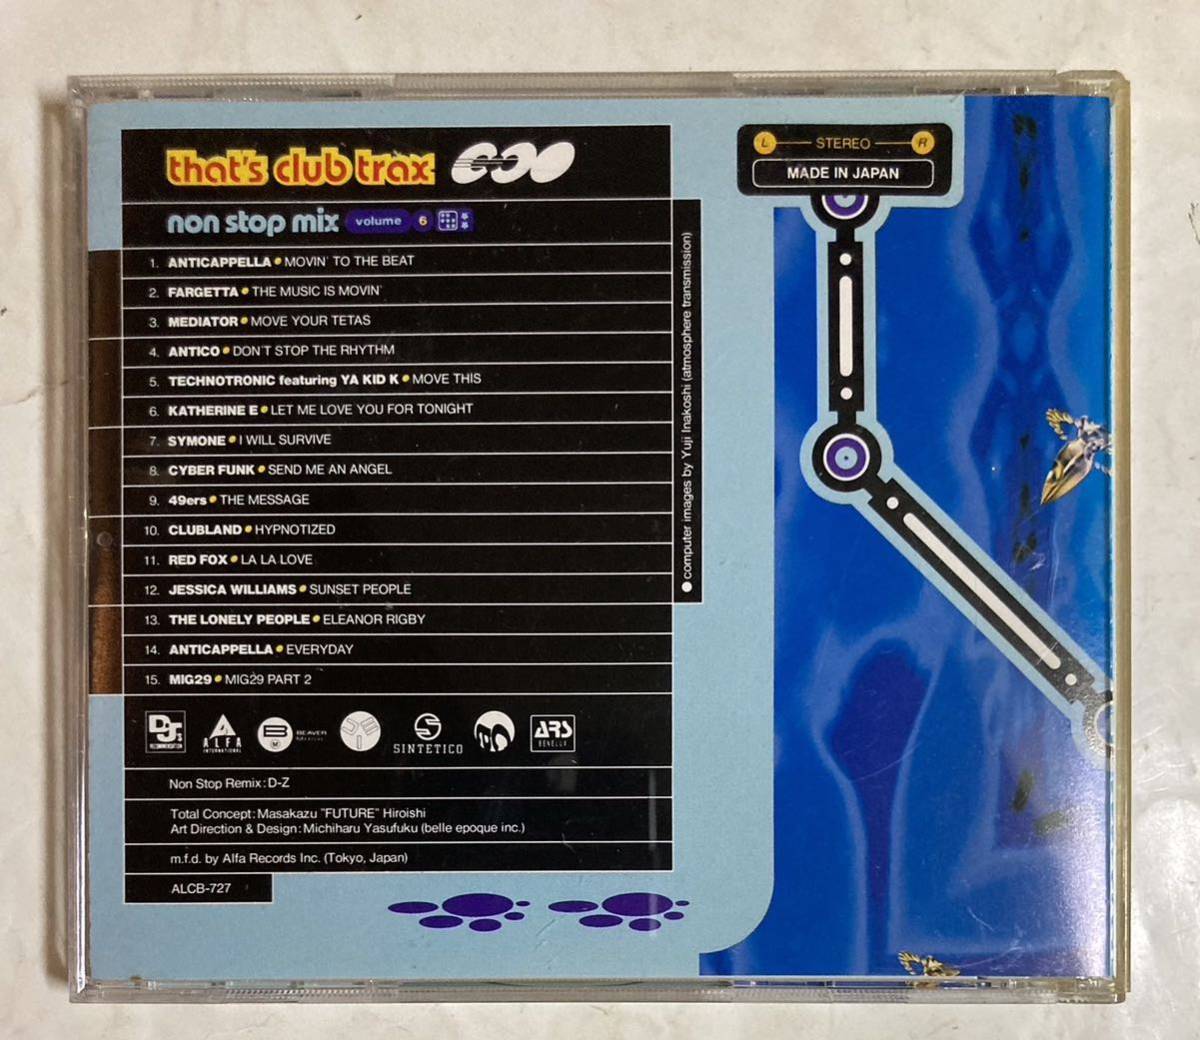 that's club trax
non stop mix volume 6
1. ANTICAPPELLA • MOVIN' TO THE BEAT
2. FARGETTA • THE MUSIC IS MOVIN'
3. MEDIATOR • MOVE YOUR TETAS
4. ANTICO • DON'T STOP THE RHYTHM
5. TECHNOTRONIC featuring YA KID K • MOVE THIS
6. KATHERINE E • LET ME LOVE YOU FOR TONIGHT
7. SYMONE • I WILL SURVIVE
8. CYBER FUNK • SEND ME AN ANGEL
9. 49ers • THE MESSAGE
10. CLUBLAND • HYPNOTIZED
11. RED FOX • LA LA LOVE
12. JESSICA WILLIAMS • SUNSET PEOPLE
13. THE LONELY PEOPLE • ELEANOR RIGBY
14. ANTICAPPELLA • EVERYDAY
15. MIG29 • MIG29 PART 2
ALFA
INTERNATIONAL
B
M
BEAVER
SINTETICO
ARS
BENELUX
Non Stop Remix: D-Z
Total Concept: Masakazu "FUTURE" Hiroishi
Art Direction & Design: Michiharu Yasufuku (belle epoque inc.)
m.f.d. by Alfa Records Inc. (Tokyo, Japan)
ALCB-727
• computer images by Yuji Inakoshi (atmosphere transmission)
L STEREO R
MADE IN JAPAN